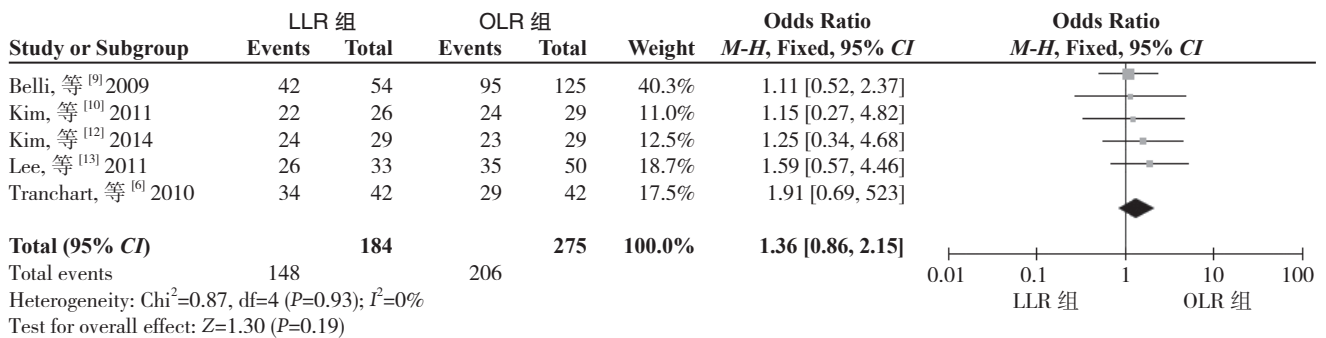 LLR 组 OLR 组 Odds Ratio Odds Ratio
Study or Subgroup Events Total Events Total Weight M-H, Fixed, 95% CI M-H, Fixed, 95% CI
Belli, 等 [9] 2009 42 54 95 125 40.3% 1.11 [0.52, 2.37]
Kim, 等 [10] 2011 22 26 24 29 11.0% 1.15 [0.27, 4.82]
Kim, 等 [12] 2014 24 29 23 29 12.5% 1.25 [0.34, 4.68]
Lee, 等 [13] 2011 26 33 35 50 18.7% 1.59 [0.57, 4.46]
Tranchart, 等 [6] 2010 34 42 29 42 17.5% 1.91 [0.69, 523]
Total (95% CI) 184 275 100.0% 1.36 [0.86, 2.15]
Total events 148 206
Heterogeneity: Chi²=0.87, df=4 (P=0.93); I²=0%
Test for overall effect: Z=1.30 (P=0.19)
0.01 0.1 1 10 100
LLR 组 OLR 组